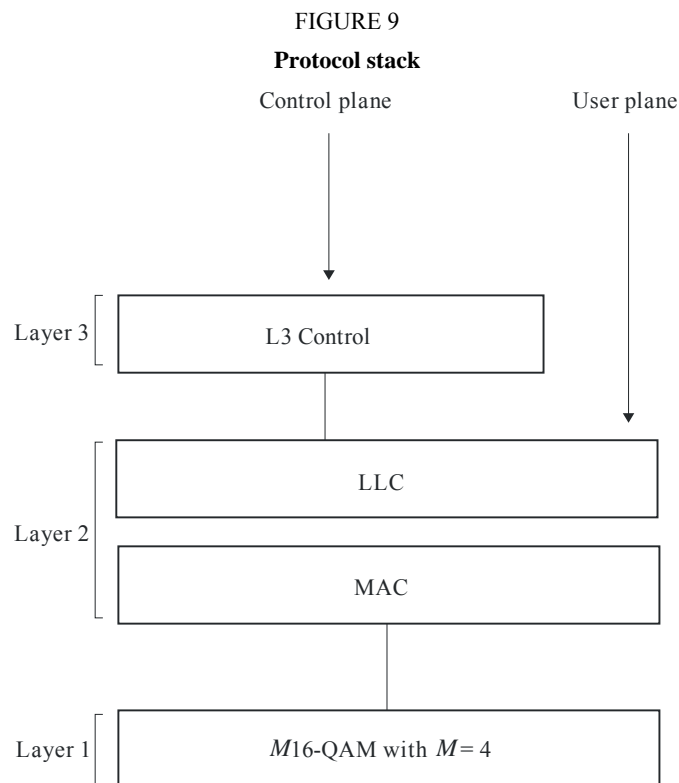 FIGURE 9
Protocol stack
Control plane User plane
Layer 3
L3 Control
LLC
Layer 2
MAC
Layer 1
M16-QAM with M = 4